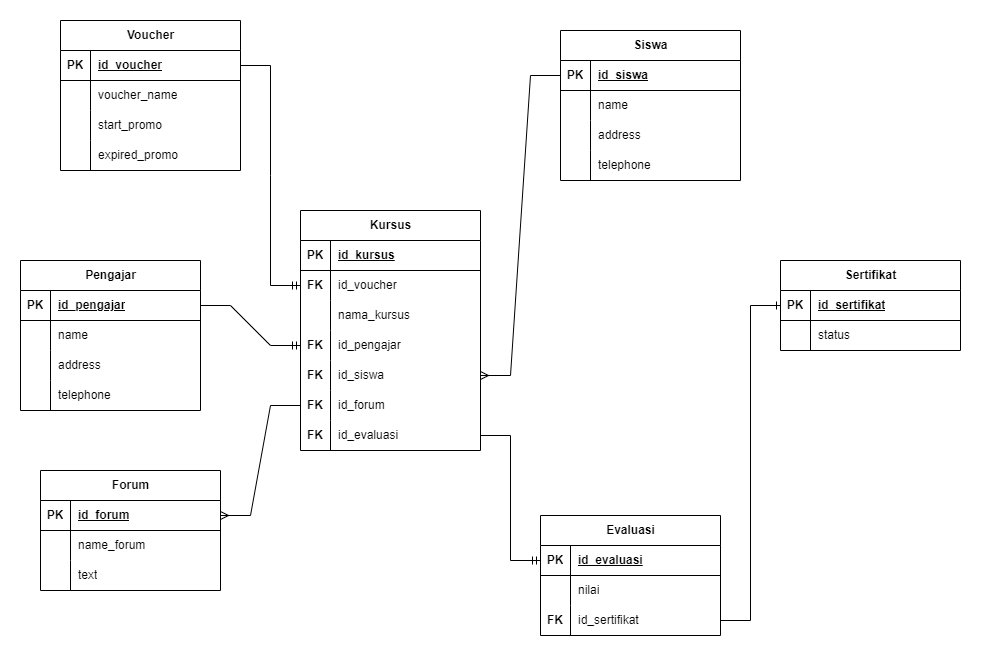 Voucher
PK id_voucher
voucher_name
start_promo
expired_promo
Siswa
PK id_siswa
name
address
telephone
Kursus
PK id_kursus
FK id_voucher
nama_kursus
FK id_pengajar
FK id_siswa
FK id_forum
FK id_evaluasi
Pengajar
PK id_pengajar
name
address
telephone
Sertifikat
PK id_sertifikat
status
Forum
PK id_forum
name_forum
text
Evaluasi
PK id_evaluasi
nilai
FK id_sertifikat